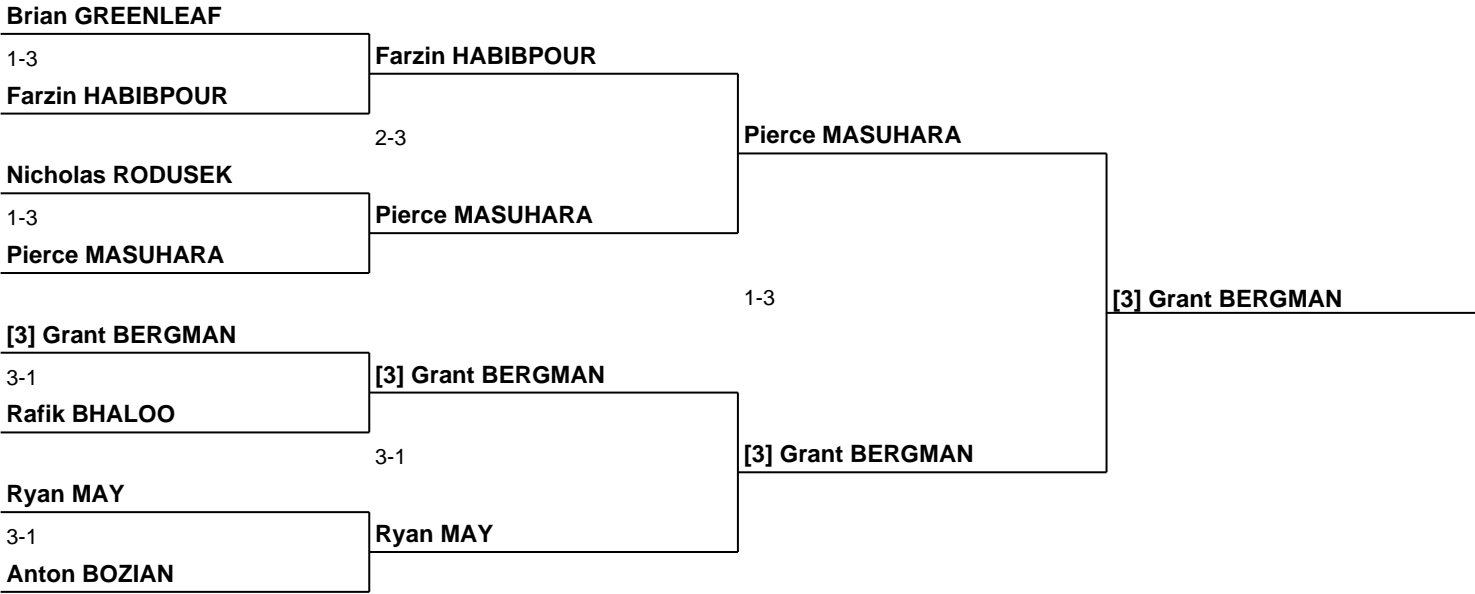 Brian GREENLEAF
1-3
Farzin HABIBPOUR
Farzin HABIBPOUR
2-3
Pierce MASUHARA
Nicholas RODUSEK
1-3
Pierce MASUHARA
Pierce MASUHARA
1-3
[3] Grant BERGMAN
[3] Grant BERGMAN
3-1
[3] Grant BERGMAN
Rafik BHALOO
3-1
[3] Grant BERGMAN
Ryan MAY
3-1
Ryan MAY
Anton BOZIAN